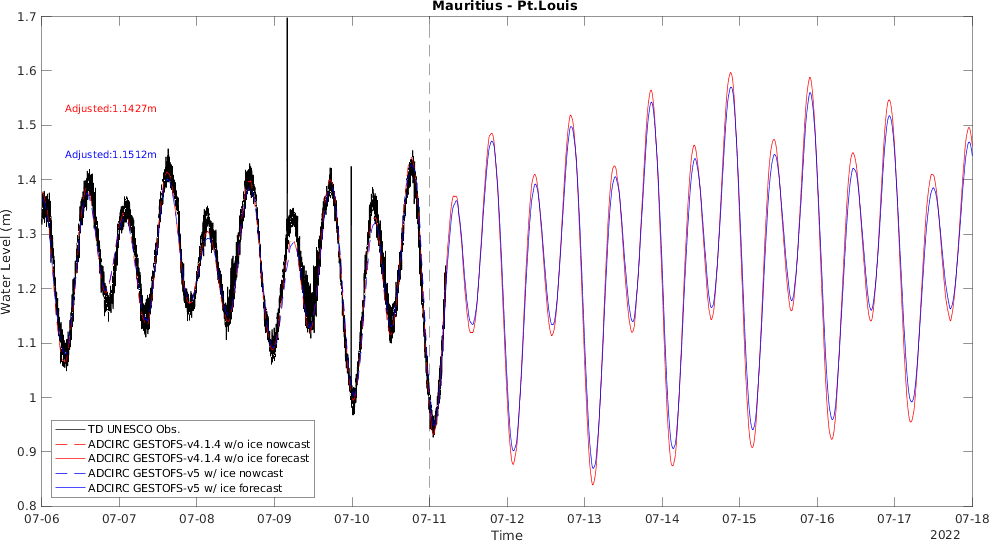 Mauritius - Pt.Louis
1.7
1.6
1.5
1.4
1.3
1.2
1.1
1
0.9
0.8
Water Level (m)
Adjusted:1.1427m
Adjusted:1.1512m
TD UNESCO Obs.
ADCIRC GESTOFS-v4.1.4 w/o ice nowcast
ADCIRC GESTOFS-v4.1.4 w/o ice forecast
ADCIRC GESTOFS-v5 w/ ice nowcast
ADCIRC GESTOFS-v5 w/ ice forecast
07-06 07-07 07-08 07-09 07-10 07-11 07-12 07-13 07-14 07-15 07-16 07-17 07-18
Time
2022